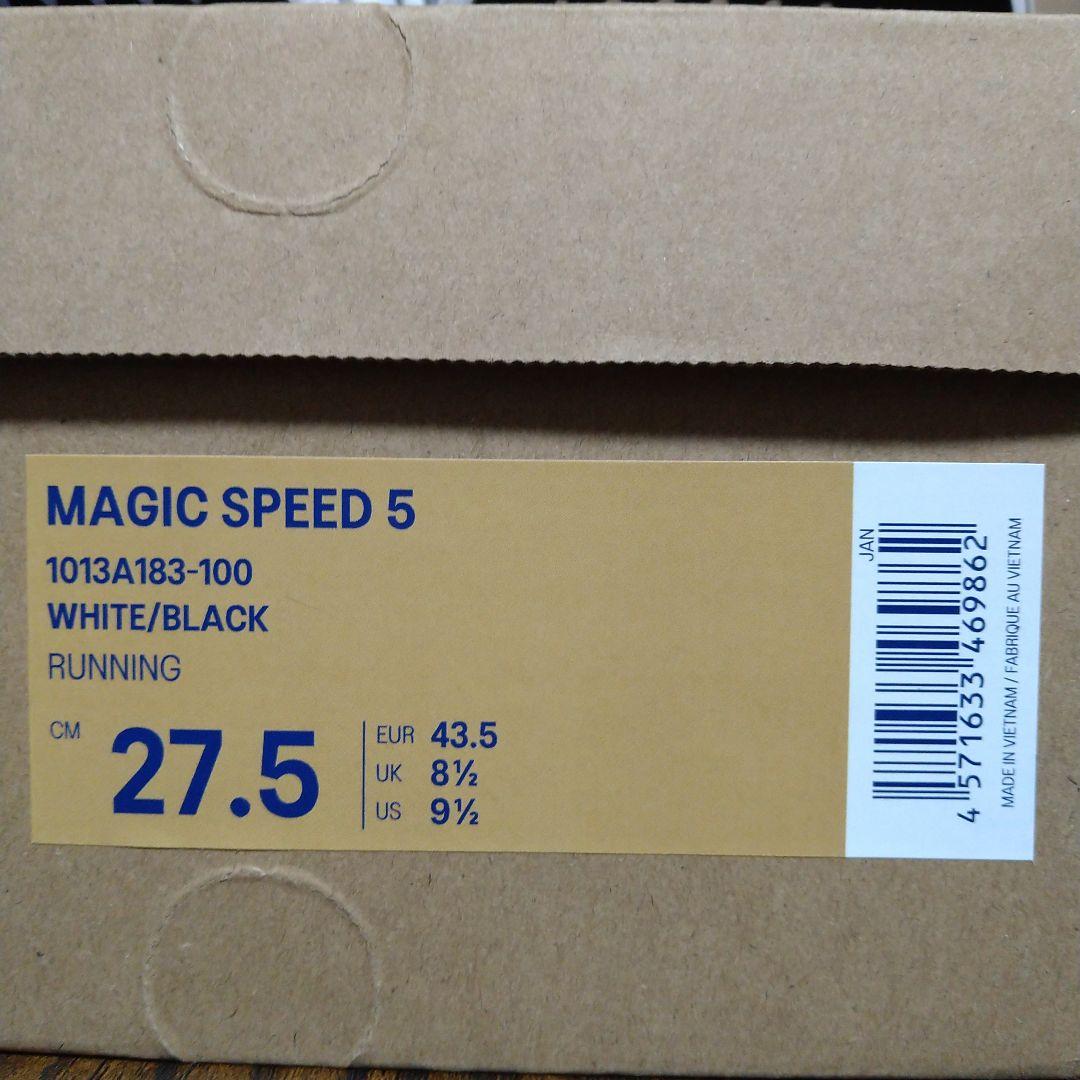 MAGIC SPEED 5
1013A183-100
WHITE/BLACK
RUNNING
CM
27.5
EUR 43.5
UK 8½
US 9½
JAN
4 571633 469862
MADE IN VIETNAM / FABRIQUE AU VIETNAM